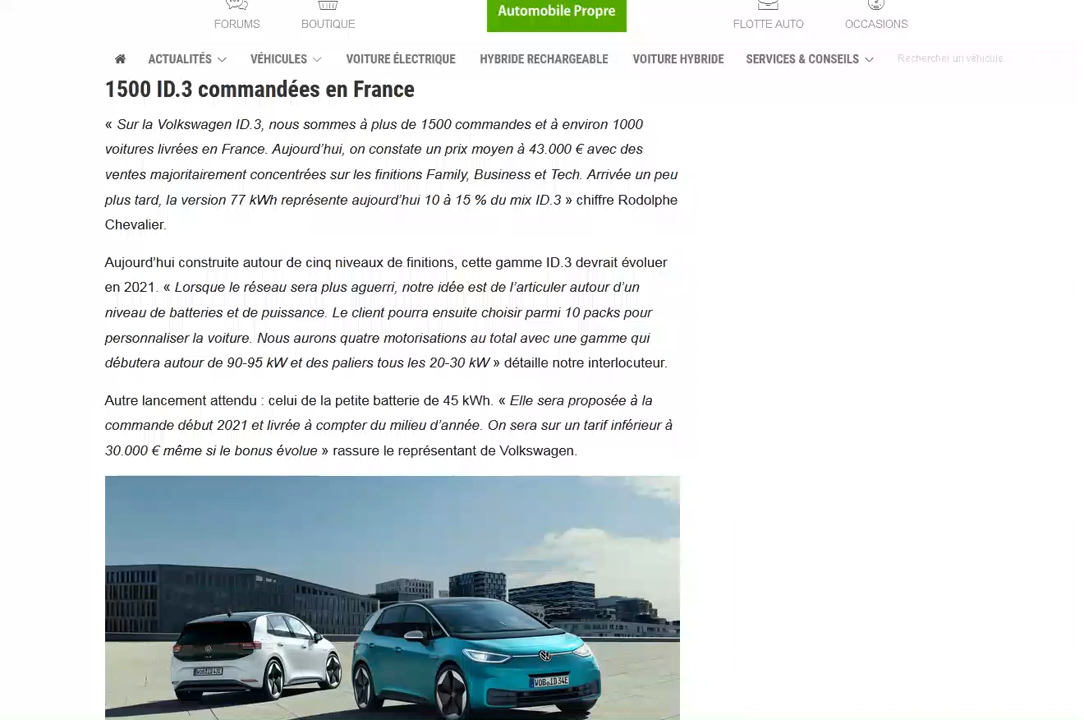 FORUMS
BOUTIQUE
Automobile Propre
FLOTTE AUTO
OCCASIONS
ACTUALITÉS
VÉHICULES
VOITURE ÉLECTRIQUE
HYBRIDE RECHARGEABLE
VOITURE HYBRIDE
SERVICES & CONSEILS
Rechercher un véhicule.
1500 ID.3 commandées en France
« Sur la Volkswagen ID.3, nous sommes à plus de 1500 commandes et à environ 1000
voitures livrées en France. Aujourd’hui, on constate un prix moyen à 43.000 € avec des
ventes majoritairement concentrées sur les finitions Family, Business et Tech. Arrivée un peu
plus tard, la version 77 kWh représente aujourd’hui 10 à 15 % du mix ID.3 » chiffre Rodolphe
Chevalier.
Aujourd’hui construite autour de cinq niveaux de finitions, cette gamme ID.3 devrait évoluer
en 2021. « Lorsque le réseau sera plus aguerri, notre idée est de l’articuler autour d’un
niveau de batteries et de puissance. Le client pourra ensuite choisir parmi 10 packs pour
personnaliser la voiture. Nous aurons quatre motorisations au total avec une gamme qui
débutera autour de 90-95 kW et des paliers tous les 20-30 kW » détaille notre interlocuteur.
Autre lancement attendu : celui de la petite batterie de 45 kWh. « Elle sera proposée à la
commande début 2021 et livrée à compter du milieu d’année. On sera sur un tarif inférieur à
30.000 € même si le bonus évolue » rassure le représentant de Volkswagen.
WOB ID 34E